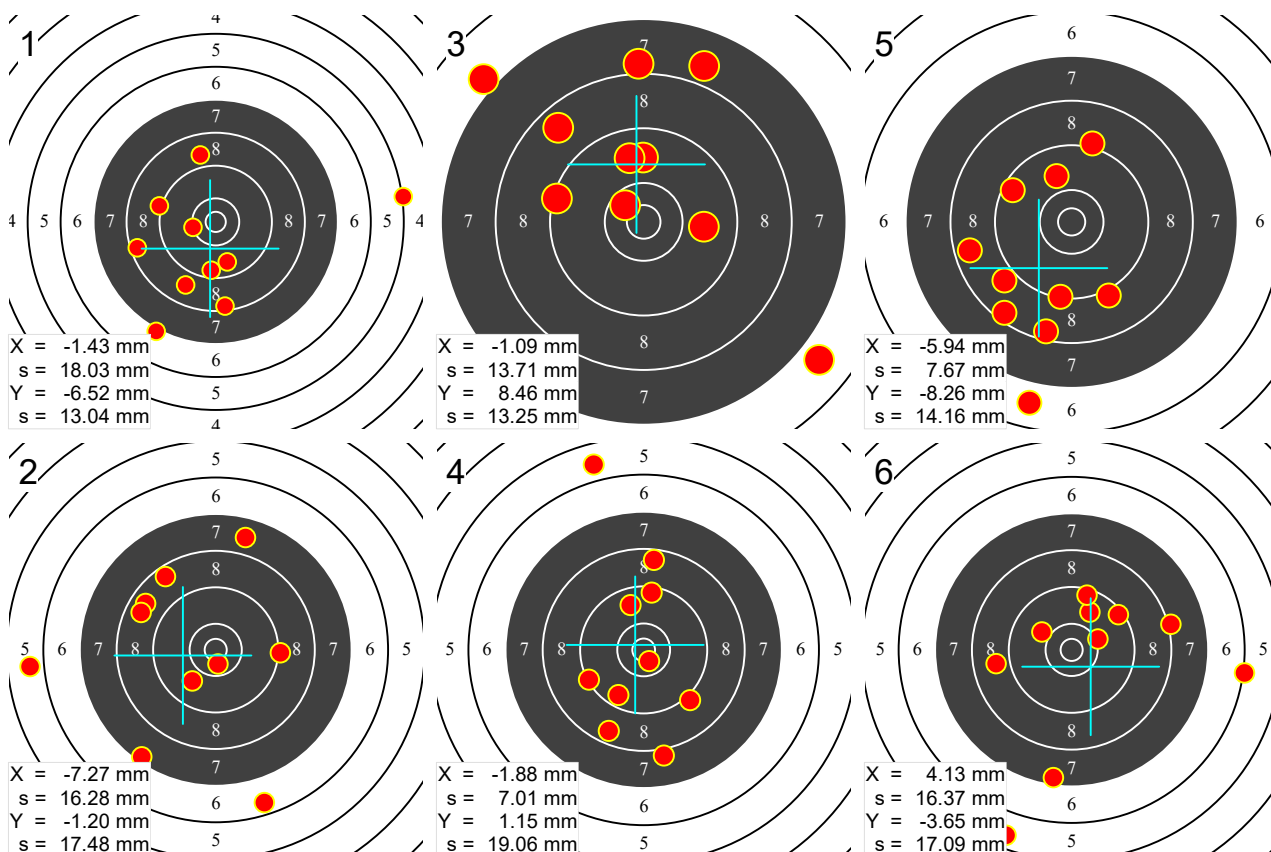 1
4
5
6
7
8
4 5 6 7 8 8 7 6 5 4
8
7
6
5
4
X = -1.43 mm
s = 18.03 mm
Y = -6.52 mm
s = 13.04 mm
3
7
8
7 8 8 7
8
7
X = -1.09 mm
s = 13.71 mm
Y = 8.46 mm
s = 13.25 mm
5
6
7
8
6 7 8 8 7 6
8
7
6
X = -5.94 mm
s = 7.67 mm
Y = -8.26 mm
s = 14.16 mm
2
5
6
7
8
5 6 7 8 8 7 6 5
8
7
6
5
X = -7.27 mm
s = 16.28 mm
Y = -1.20 mm
s = 17.48 mm
4
5
6
7
8
5 6 7 8 8 7 6 5
8
7
6
5
X = -1.88 mm
s = 7.01 mm
Y = 1.15 mm
s = 19.06 mm
6
5
6
7
8
5 6 7 8 8 7 6 5
8
7
6
5
X = 4.13 mm
s = 16.37 mm
Y = -3.65 mm
s = 17.09 mm